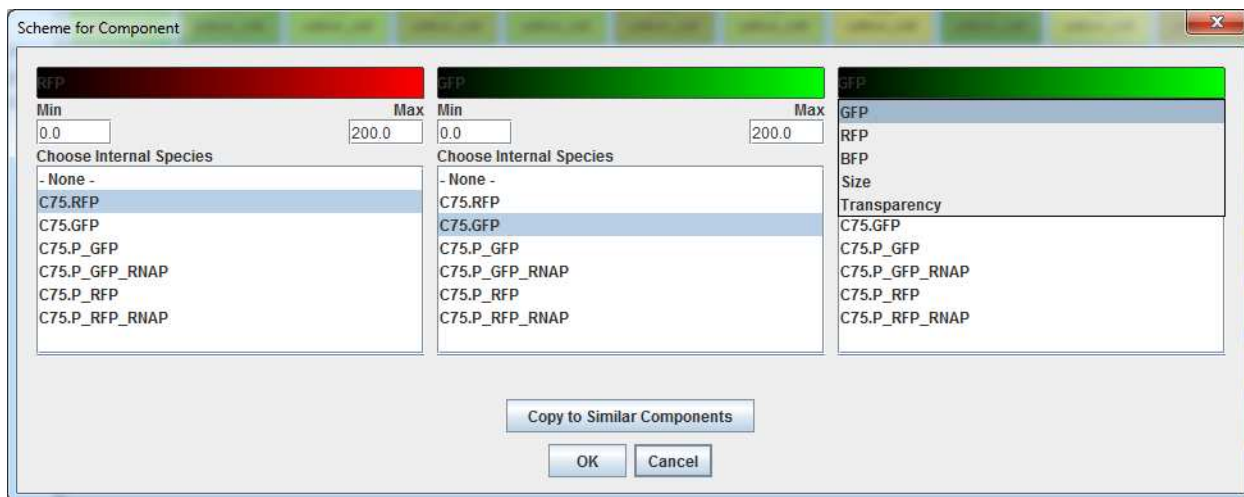 Scheme for Component
RFP
Min Max
0.0 200.0
Choose Internal Species
- None -
C75.RFP
C75.GFP
C75.P_GFP
C75.P_GFP_RNAP
C75.P_RFP
C75.P_RFP_RNAP
GFP
Min Max
0.0 200.0
Choose Internal Species
- None -
C75.RFP
C75.GFP
C75.P_GFP
C75.P_GFP_RNAP
C75.P_RFP
C75.P_RFP_RNAP
GFP
GFP
RFP
BFP
Size
Transparency
C75.GFP
C75.P_GFP
C75.P_GFP_RNAP
C75.P_RFP
C75.P_RFP_RNAP
Copy to Similar Components
OK Cancel